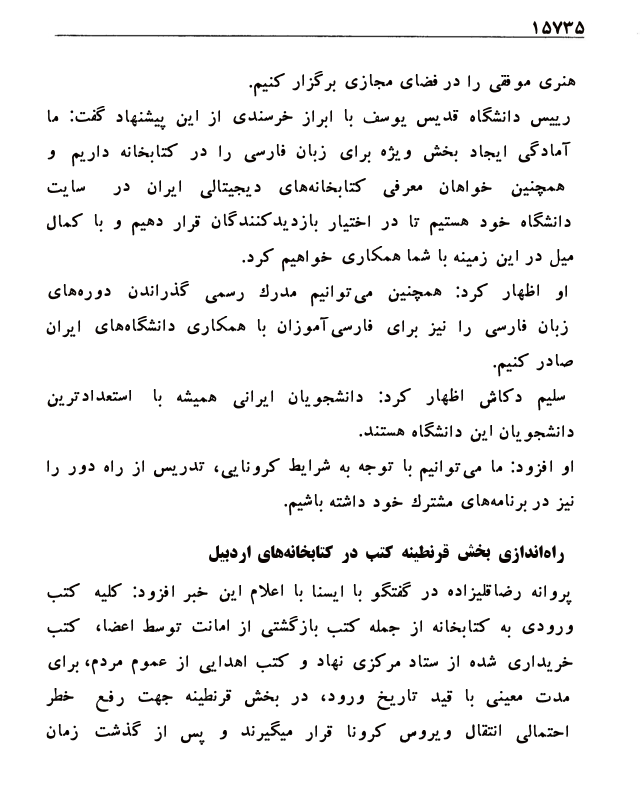 ۱۵۷۳۵
هنری موفقی را در فضای مجازی برگزار کنیم.
رییس دانشگاه قدیس یوسف با ابراز خرسندی از این پیشنهاد گفت: ما
آمادگی ایجاد بخش ویژه برای زبان فارسی را در کتابخانه داریم و
همچنین خواهان معرفی کتابخانه‌های دیجیتالی ایران در سایت
دانشگاه خود هستیم تا در اختیار بازدیدکنندگان قرار دهیم و با کمال
میل در این زمینه با شما همکاری خواهیم کرد.
او اظهار کرد: همچنین می‌توانیم مدرك رسمی گذراندن دوره‌های
زبان فارسی را نیز برای فارسی‌آموزان با همکاری دانشگاه‌های ایران
صادر کنیم.
سلیم دکاش اظهار کرد: دانشجویان ایرانی همیشه با استعدادترین
دانشجویان این دانشگاه هستند.
او افزود: ما می‌توانیم با توجه به شرایط کرونایی، تدریس از راه دور را
نیز در برنامه‌های مشترك خود داشته باشیم.
راه‌اندازی بخش قرنطینه کتب در کتابخانه‌های اردبیل
پروانه رضاقلیزاده در گفتگو با ایسنا با اعلام این خبر افزود: کلیه کتب
ورودی به کتابخانه از جمله کتب بازگشتی از امانت توسط اعضا، کتب
خریداری شده از ستاد مرکزی نهاد و کتب اهدایی از عموم مردم، برای
مدت معینی با قید تاریخ ورود، در بخش قرنطینه جهت رفع خطر
احتمالی انتقال ویروس کرونا قرار میگیرند و پس از گذشت زمان